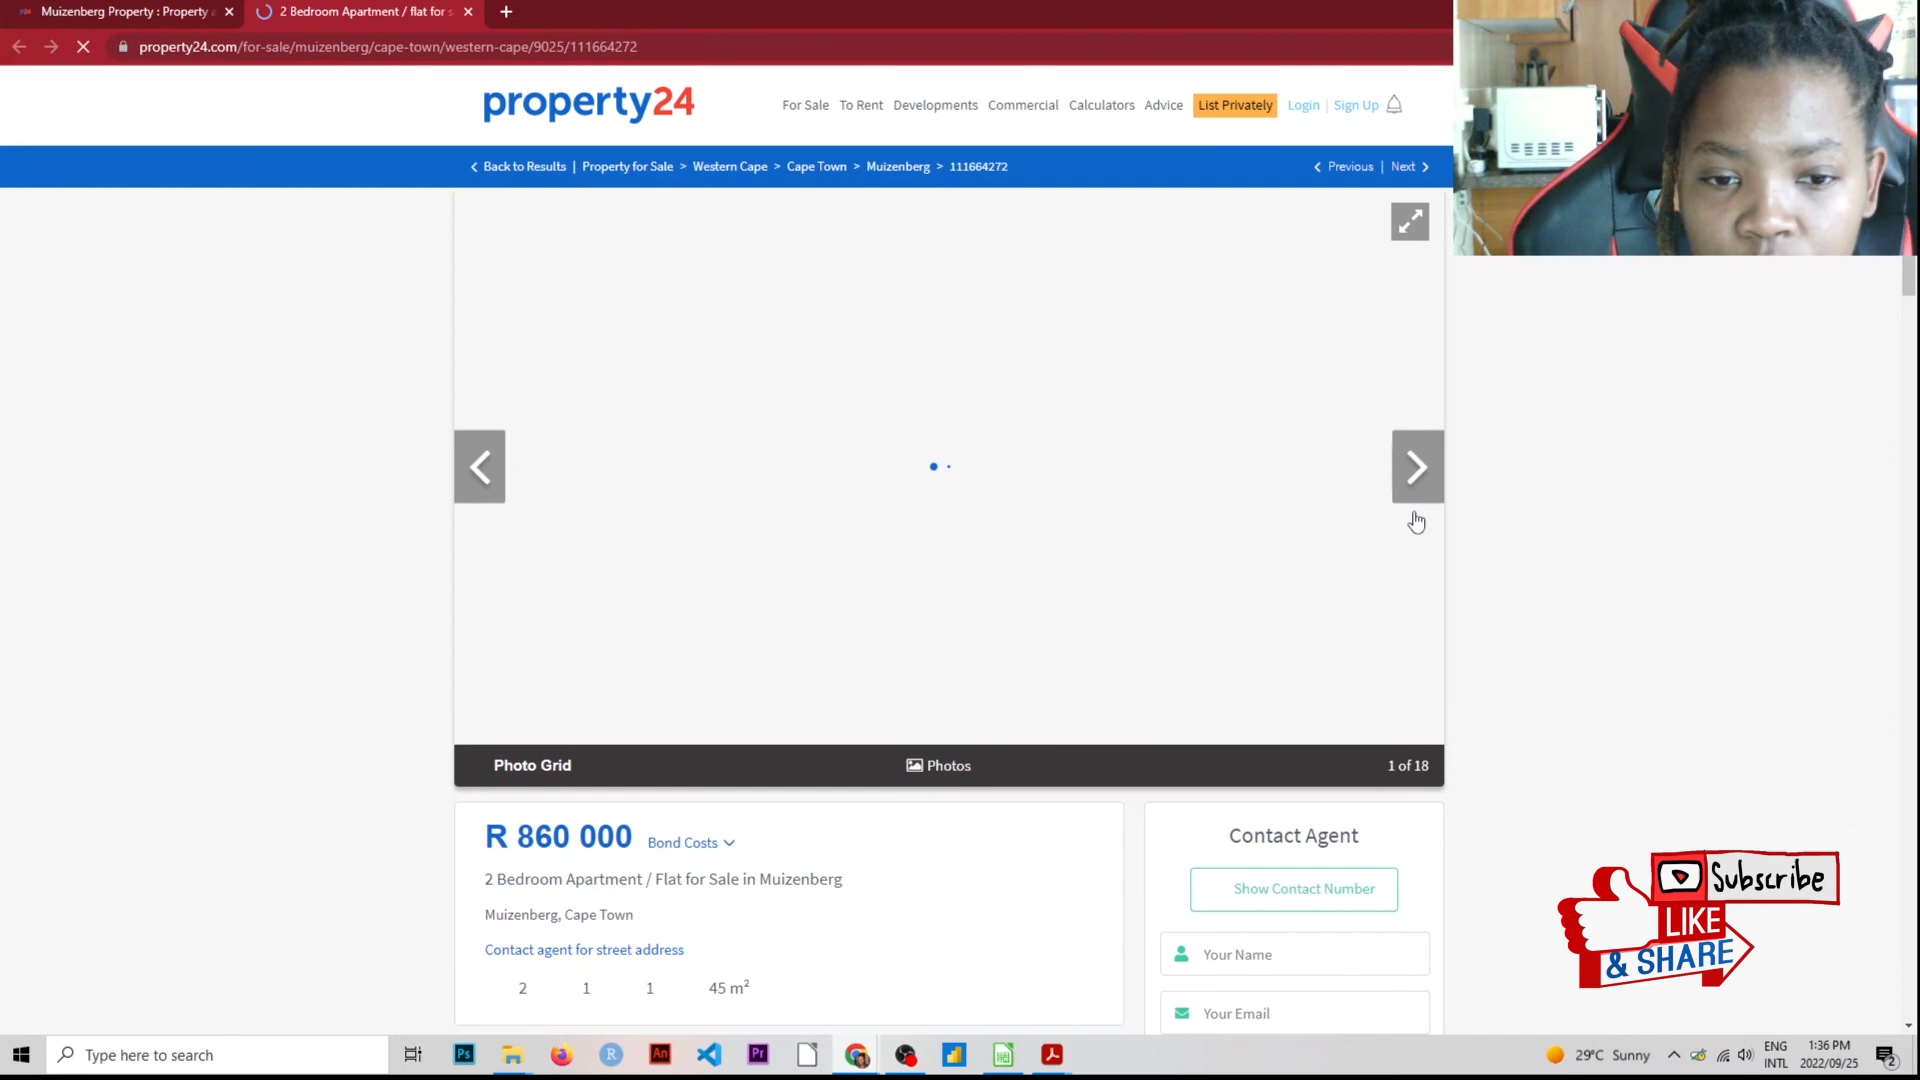 Muizenberg Property : Property a
2 Bedroom Apartment / flat for s
property24.com/for-sale/muizenberg/cape-town/western-cape/9025/111664272
property24
For Sale To Rent Developments Commercial Calculators Advice List Privately Login | Sign Up
Back to Results | Property for Sale > Western Cape > Cape Town > Muizenberg > 111664272
Previous | Next
Photo Grid
Photos
1 of 18
R 860 000 Bond Costs
2 Bedroom Apartment / Flat for Sale in Muizenberg
Muizenberg, Cape Town
Contact agent for street address
2 1 1 45 m²
Contact Agent
Show Contact Number
Your Name
Your Email
Subscribe
LIKE
& SHARE
Type here to search
Ps
R
An
Pr
29°C Sunny
ENG
INTL
1:36 PM
2022/09/25
2